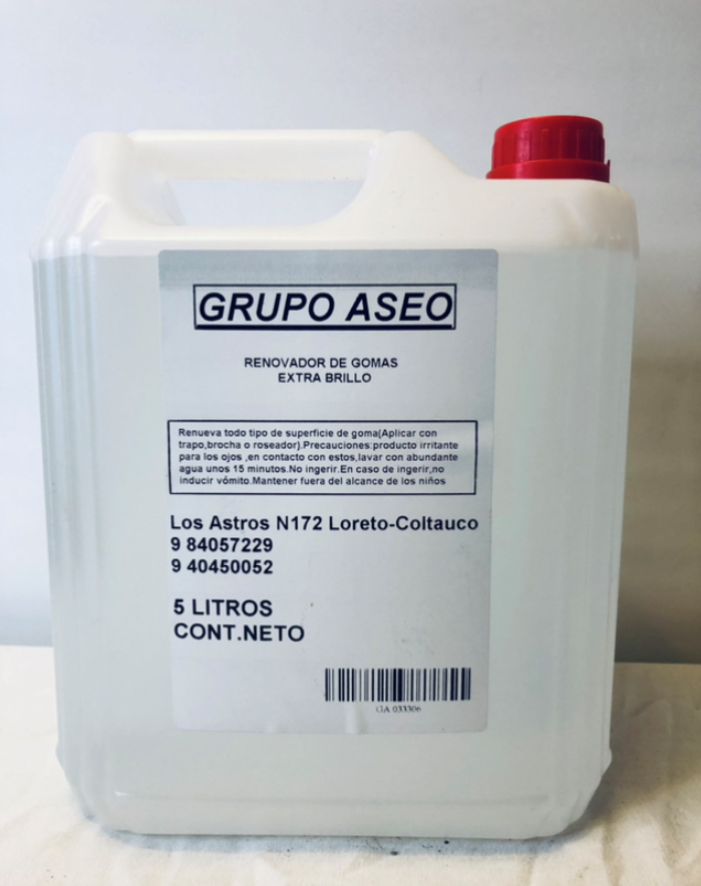 GRUPO ASEO
RENOVADOR DE GOMAS
EXTRA BRILLO
Renueva todo tipo de superficie de goma(Aplicar con
trapo,brocha o roseador).Precauciones:producto irritante
para los ojos ,en contacto con estos,lavar con abundante
agua unos 15 minutos.No ingerir.En caso de ingerir,no
inducir vómito.Mantener fuera del alcance de los niños
Los Astros N172 Loreto-Coltauco
9 84057229
9 40450052
5 LITROS
CONT.NETO
GA 033306